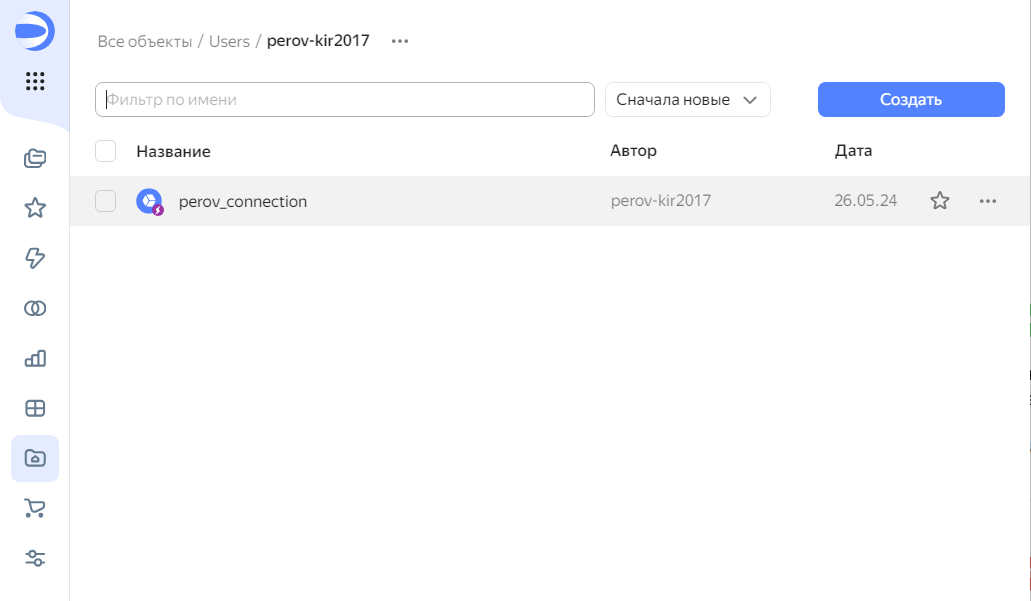 Все объекты / Users / perov-kir2017
Фильтр по имени Сначала новые Создать
Название Автор Дата
perov_connection perov-kir2017 26.05.24